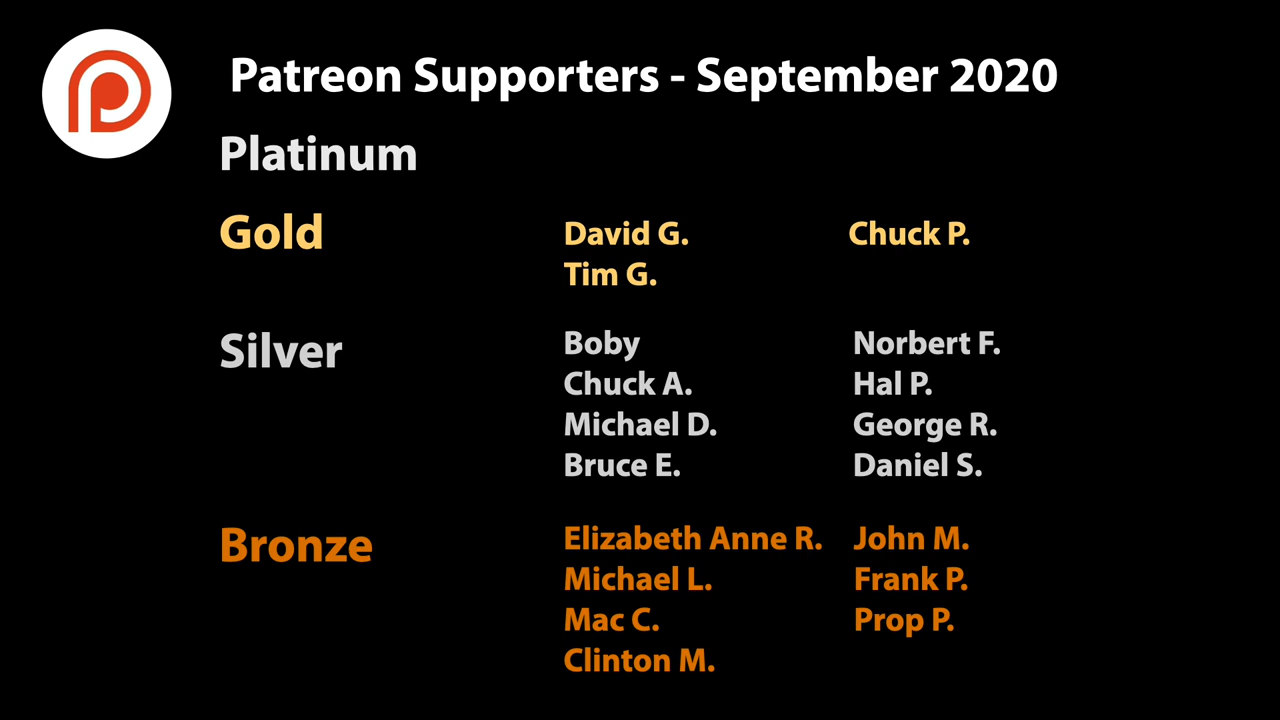 Patreon Supporters - September 2020
Platinum
Gold
David G. Chuck P.
Tim G.
Silver
Boby Norbert F.
Chuck A. Hal P.
Michael D. George R.
Bruce E. Daniel S.
Bronze
Elizabeth Anne R. John M.
Michael L. Frank P.
Mac C. Prop P.
Clinton M.